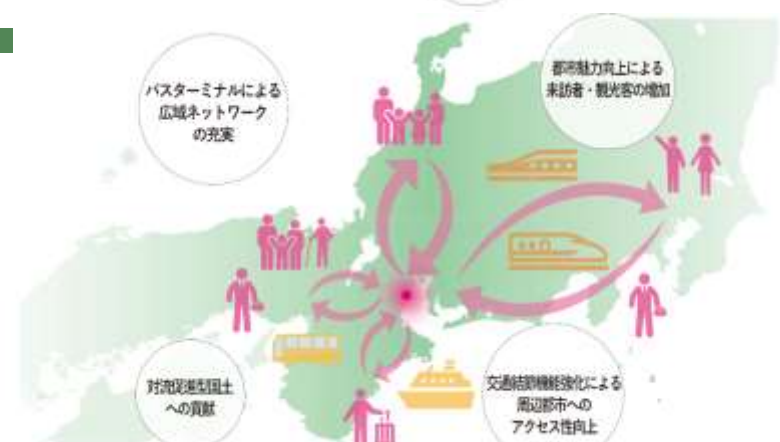 バスターミナルによる
広域ネットワーク
の充実
都市魅力向上による
来訪者・観光客の増加
対流促進型国土
への貢献
交通結節機能強化による
周辺都市への
アクセス性向上